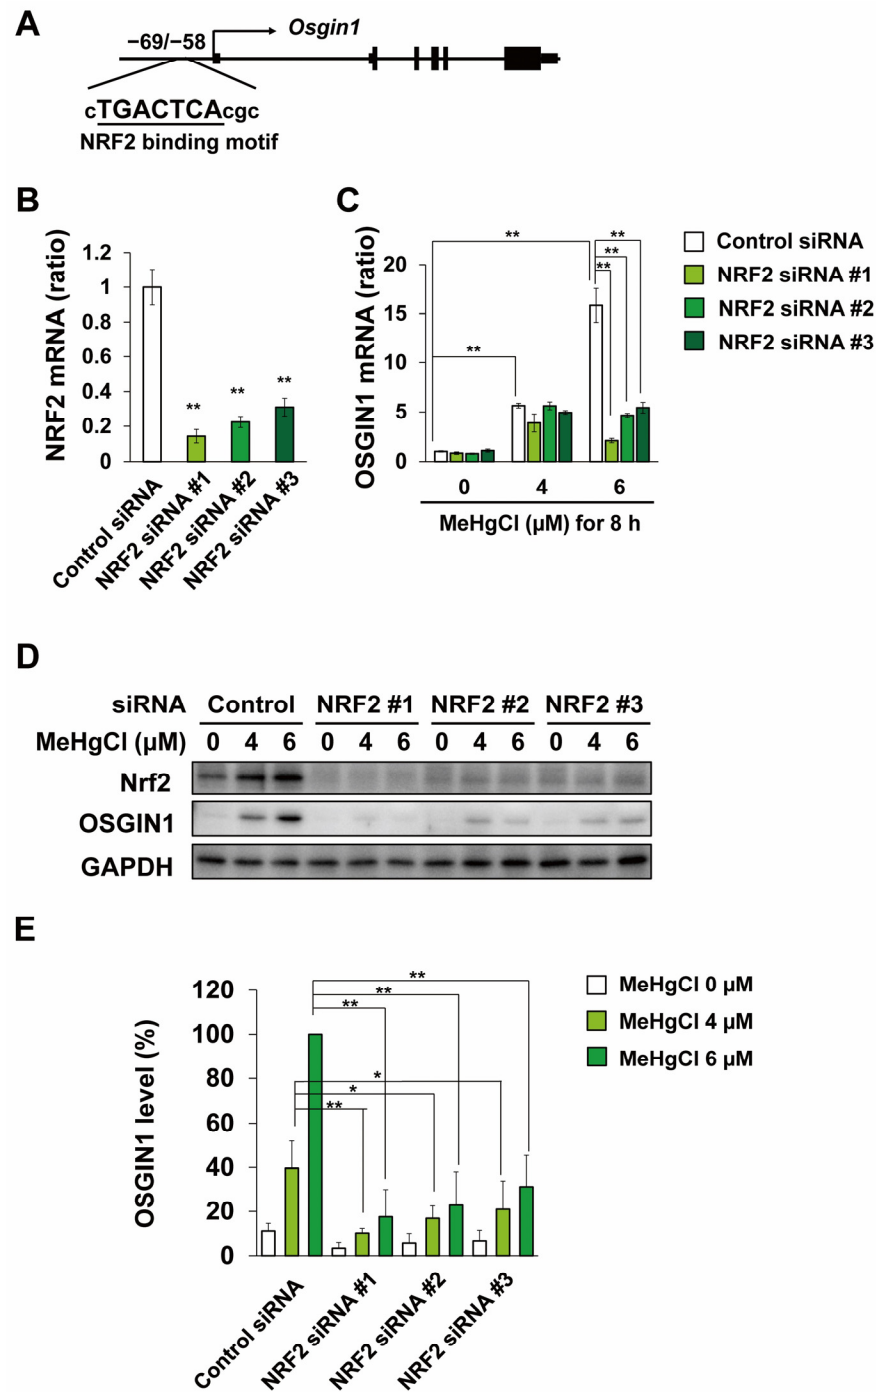 A
−69/−58
Osgin1
cTGACTCAcgc
NRF2 binding motif
B
NRF2 mRNA (ratio)
1.2
1
0.8
0.6
0.4
0.2
0
**
**
**
Control siRNA
NRF2 siRNA #1
NRF2 siRNA #2
NRF2 siRNA #3
C
OSGIN1 mRNA (ratio)
20
15
10
5
0
**
**
**
**
**
0 4 6
MeHgCl (µM) for 8 h
Control siRNA
NRF2 siRNA #1
NRF2 siRNA #2
NRF2 siRNA #3
D
siRNA Control NRF2 #1 NRF2 #2 NRF2 #3
MeHgCl (µM) 0 4 6 0 4 6 0 4 6 0 4 6
Nrf2
OSGIN1
GAPDH
E
OSGIN1 level (%)
120
100
80
60
40
20
0
**
**
**
*
*
**
Control siRNA
NRF2 siRNA #1
NRF2 siRNA #2
NRF2 siRNA #3
MeHgCl 0 µM
MeHgCl 4 µM
MeHgCl 6 µM